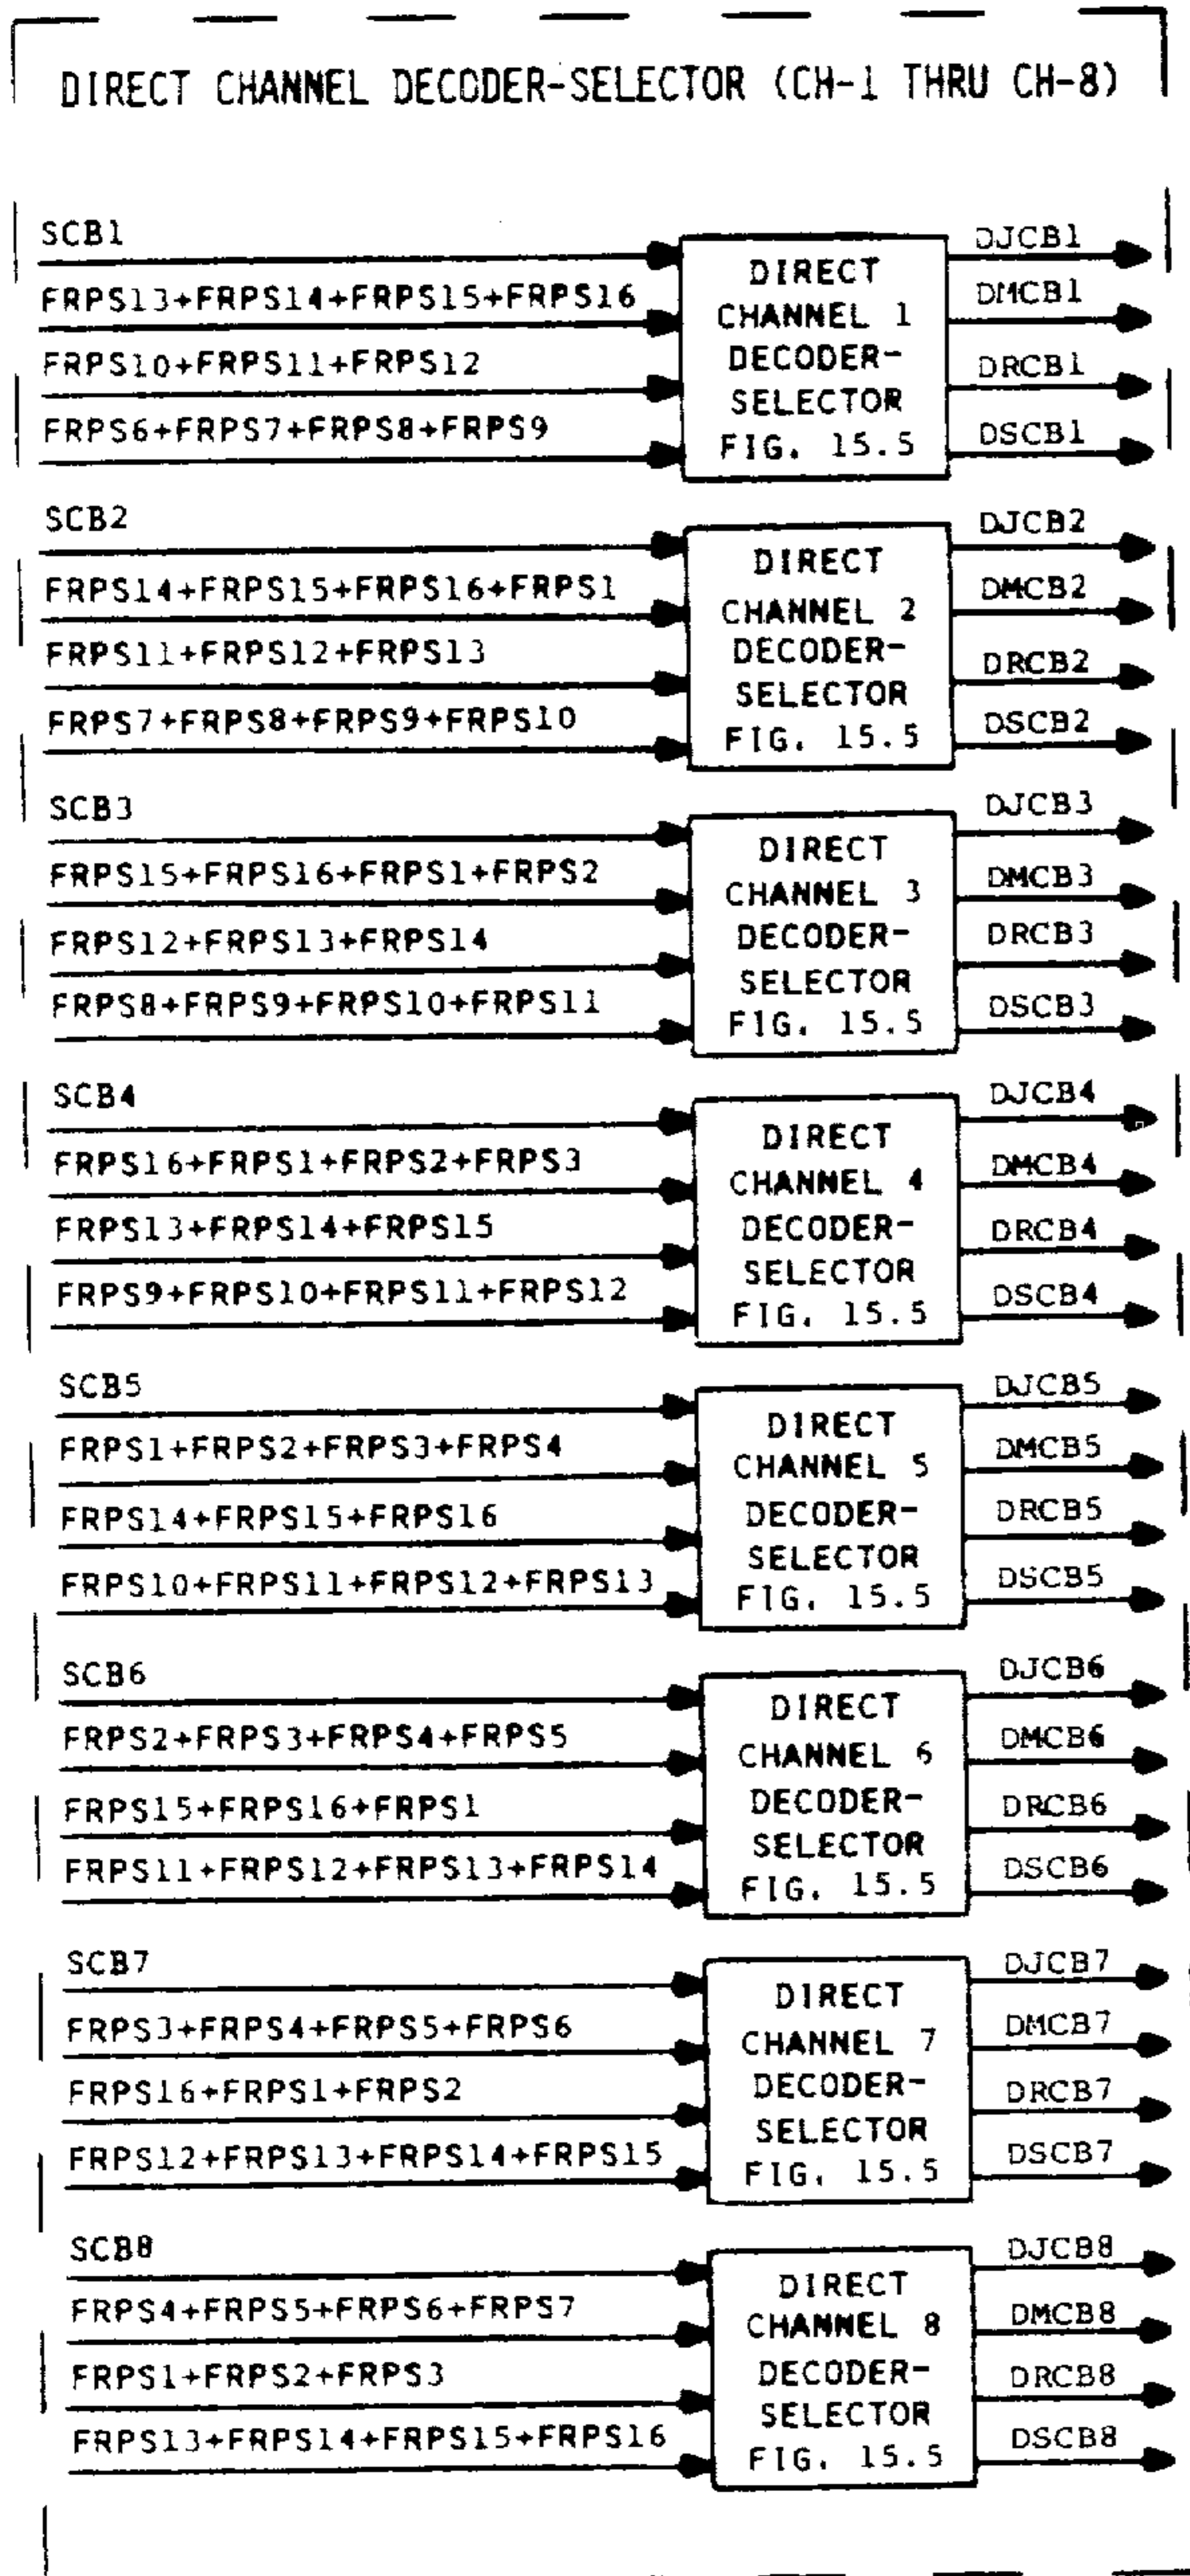 DIRECT CHANNEL DECODER-SELECTOR (CH-1 THRU CH-8)
SCB1
FRPS13+FRPS14+FRPS15+FRPS16
FRPS10+FRPS11+FRPS12
FRPS6+FRPS7+FRPS8+FRPS9
DIRECT
CHANNEL 1
DECODER-
SELECTOR
FIG. 15.5
DJCB1
DMCB1
DRCB1
DSCB1
SCB2
FRPS14+FRPS15+FRPS16+FRPS1
FRPS11+FRPS12+FRPS13
FRPS7+FRPS8+FRPS9+FRPS10
DIRECT
CHANNEL 2
DECODER-
SELECTOR
FIG. 15.5
DJCB2
DMCB2
DRCB2
DSCB2
SCB3
FRPS15+FRPS16+FRPS1+FRPS2
FRPS12+FRPS13+FRPS14
FRPS8+FRPS9+FRPS10+FRPS11
DIRECT
CHANNEL 3
DECODER-
SELECTOR
FIG. 15.5
DJCB3
DMCB3
DRCB3
DSCB3
SCB4
FRPS16+FRPS1+FRPS2+FRPS3
FRPS13+FRPS14+FRPS15
FRPS9+FRPS10+FRPS11+FRPS12
DIRECT
CHANNEL 4
DECODER-
SELECTOR
FIG. 15.5
DJCB4
DMCB4
DRCB4
DSCB4
SCB5
FRPS1+FRPS2+FRPS3+FRPS4
FRPS14+FRPS15+FRPS16
FRPS10+FRPS11+FRPS12+FRPS13
DIRECT
CHANNEL 5
DECODER-
SELECTOR
FIG. 15.5
DJCB5
DMCB5
DRCB5
DSCB5
SCB6
FRPS2+FRPS3+FRPS4+FRPS5
FRPS15+FRPS16+FRPS1
FRPS11+FRPS12+FRPS13+FRPS14
DIRECT
CHANNEL 6
DECODER-
SELECTOR
FIG. 15.5
DJCB6
DMCB6
DRCB6
DSCB6
SCB7
FRPS3+FRPS4+FRPS5+FRPS6
FRPS16+FRPS1+FRPS2
FRPS12+FRPS13+FRPS14+FRPS15
DIRECT
CHANNEL 7
DECODER-
SELECTOR
FIG. 15.5
DJCB7
DMCB7
DRCB7
DSCB7
SCB8
FRPS4+FRPS5+FRPS6+FRPS7
FRPS1+FRPS2+FRPS3
FRPS13+FRPS14+FRPS15+FRPS16
DIRECT
CHANNEL 8
DECODER-
SELECTOR
FIG. 15.5
DJCB8
DMCB8
DRCB8
DSCB8